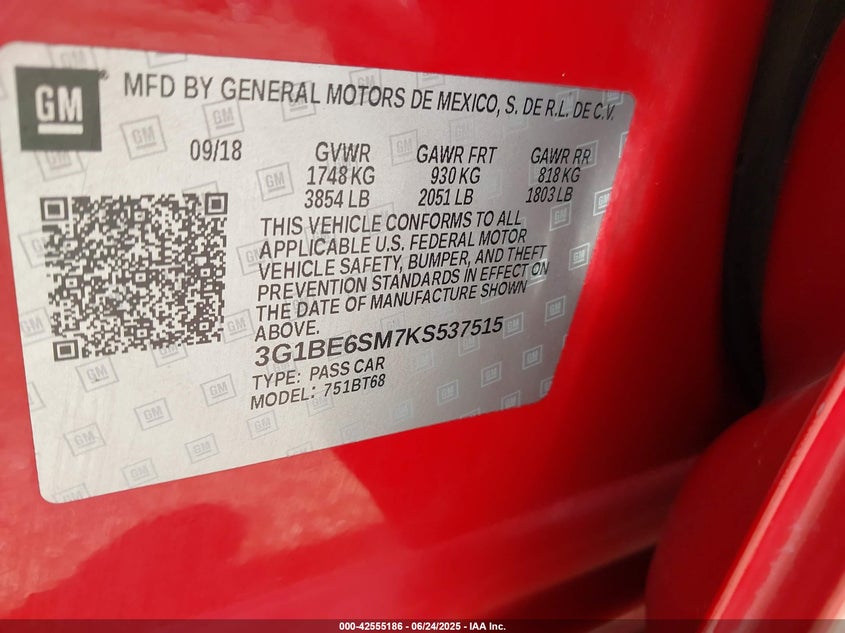 GM
MFD BY GENERAL MOTORS DE MEXICO, S. DE R.L. DE C.V.
09/18 GVWR GAWR FRT GAWR RR
1748 KG 930 KG 818 KG
3854 LB 2051 LB 1803 LB
THIS VEHICLE CONFORMS TO ALL
APPLICABLE U.S. FEDERAL MOTOR
VEHICLE SAFETY, BUMPER, AND THEFT
PREVENTION STANDARDS IN EFFECT ON
THE DATE OF MANUFACTURE SHOWN
ABOVE.
3G1BE6SM7KS537515
TYPE: PASS CAR
MODEL: 751BT68
000-42555186 - 06/24/2025 - IAA Inc.